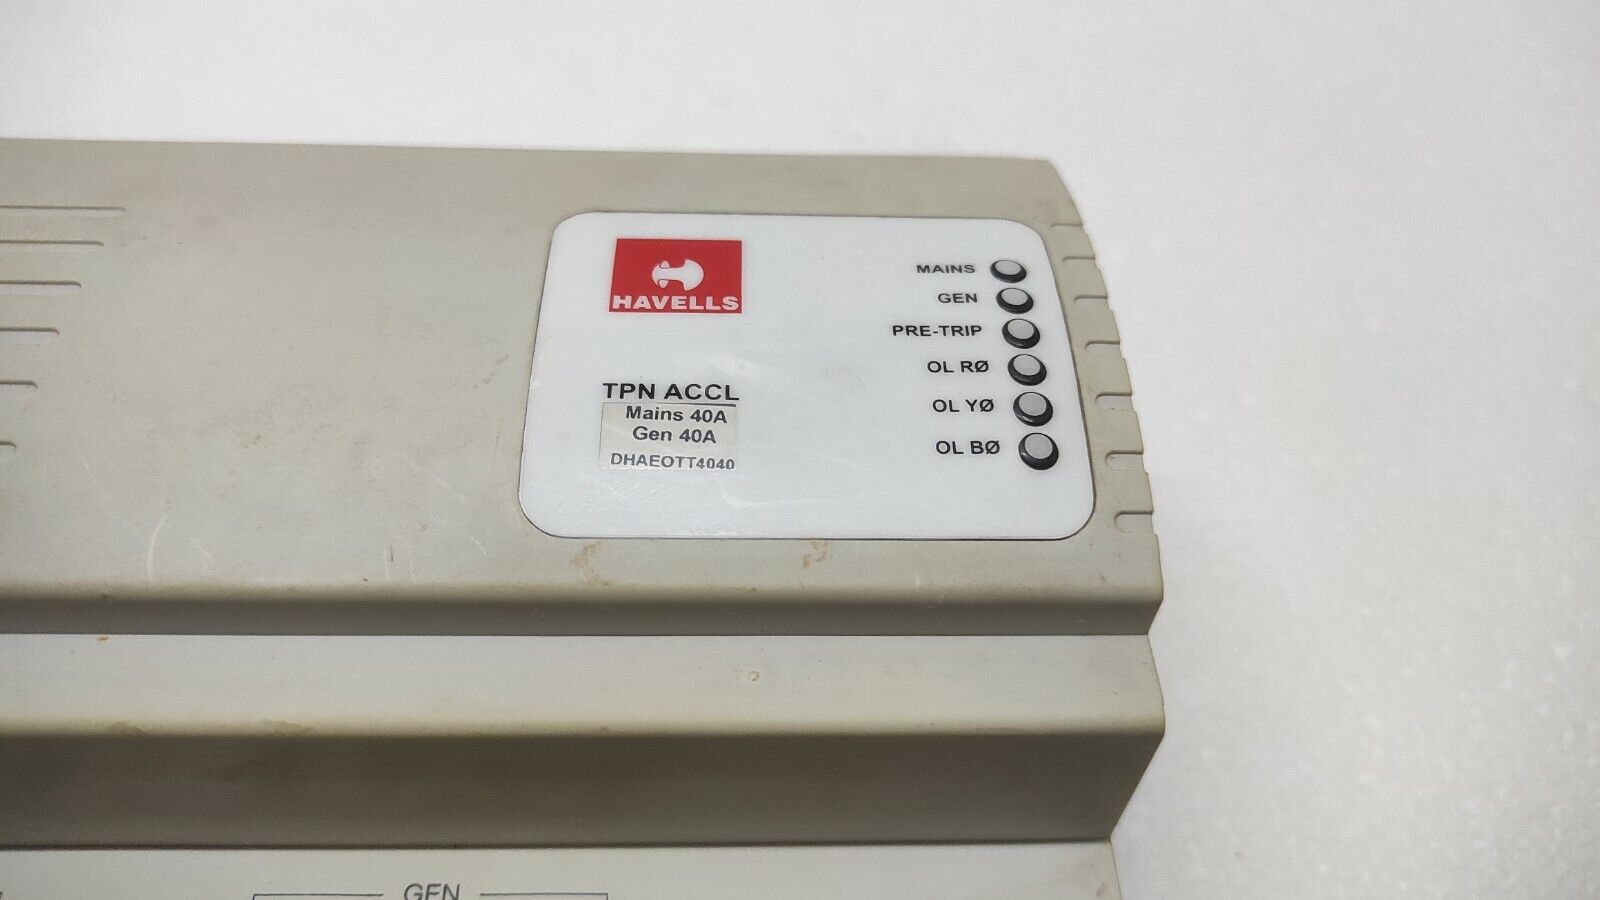 HAVELLS
TPN ACCL
Mains 40A
Gen 40A
DHAEOTT4040
MAINS
GEN
PRE-TRIP
OL RØ
OL YØ
OL BØ
GEN